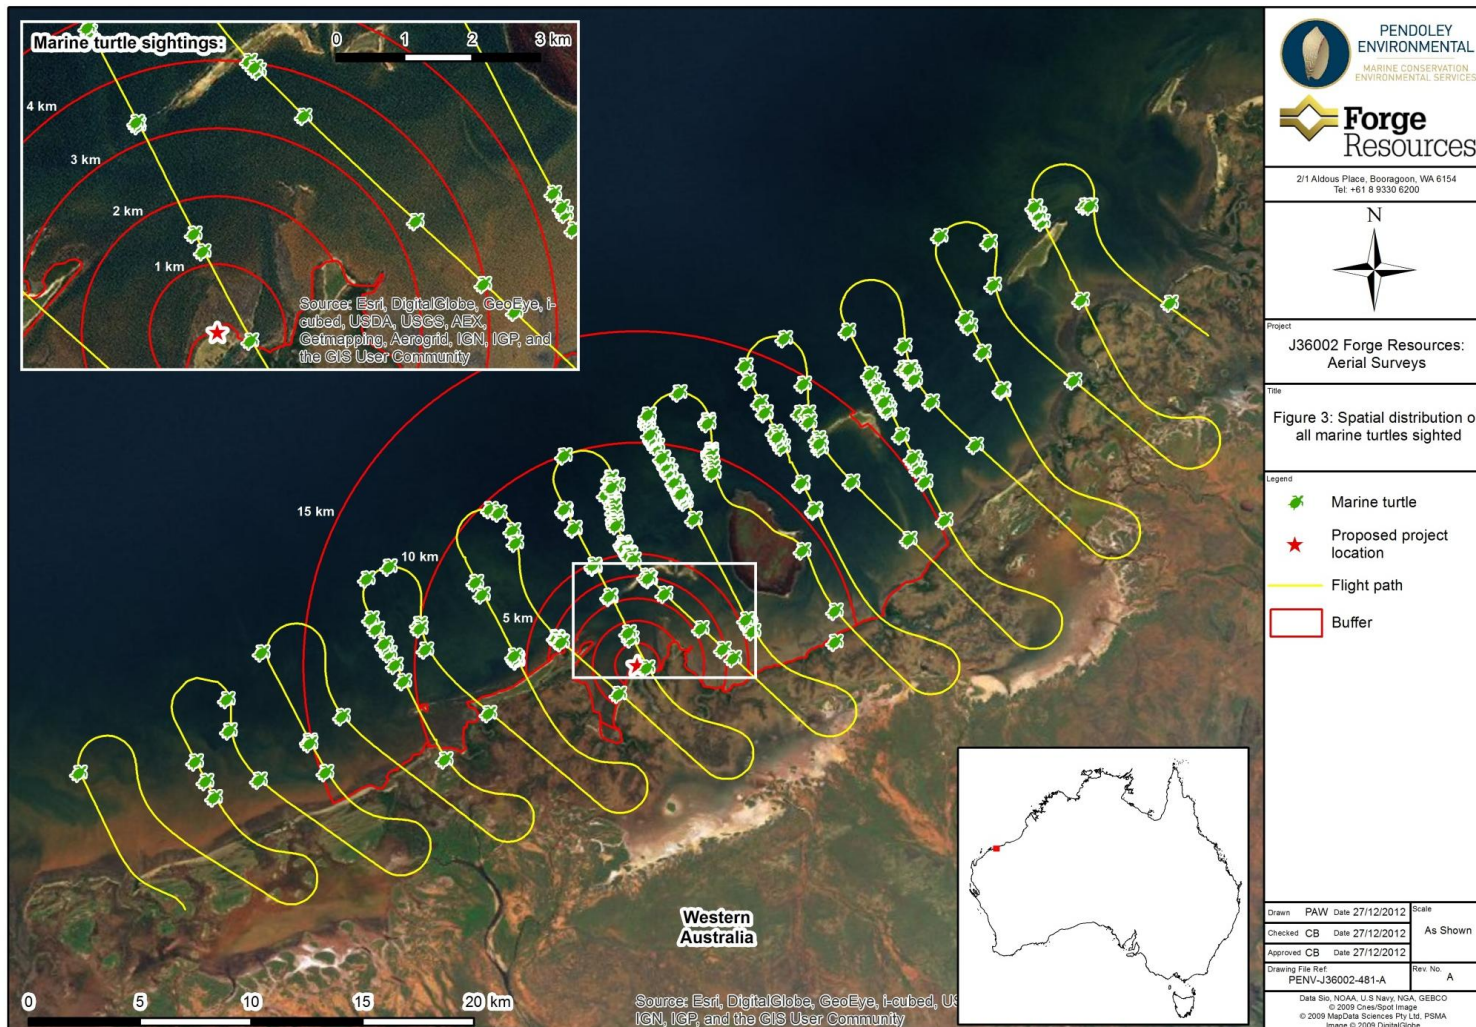 Marine turtle sightings:
0 1 2 3 km
4 km
3 km
2 km
1 km
Source: Esri, DigitalGlobe, GeoEye, i-
cubed, USDA, USGS, AEX,
Getmapping, Aerogrid, IGN, IGP, and
the GIS User Community
15 km
10 km
5 km
Western
Australia
0 5 10 15 20 km
Source: Esri, DigitalGlobe, GeoEye, i-cubed, US
IGN, IGP, and the GIS User Community
PENDOLEY
ENVIRONMENTAL
MARINE CONSERVATION
ENVIRONMENTAL SERVICES
Forge
Resources
2/1 Aldous Place, Booragoon, WA 6154
Tel: +61 8 9330 6200
N
Project
J36002 Forge Resources:
Aerial Surveys
Title
Figure 3: Spatial distribution o
all marine turtles sighted
Legend
Marine turtle
Proposed project
location
Flight path
Buffer
Drawn PAW Date 27/12/2012
Checked CB Date 27/12/2012
Approved CB Date 27/12/2012
Scale
As Shown
Drawing File Ref:
PENV-J36002-481-A
Rev. No.
A
Data Sio, NOAA, U.S Navy, NGA, GEBCO
© 2009 Cnes/Spot Image
© 2009 MapData Sciences Pty Ltd, PSMA
Image © 2009 DigitalGlobe